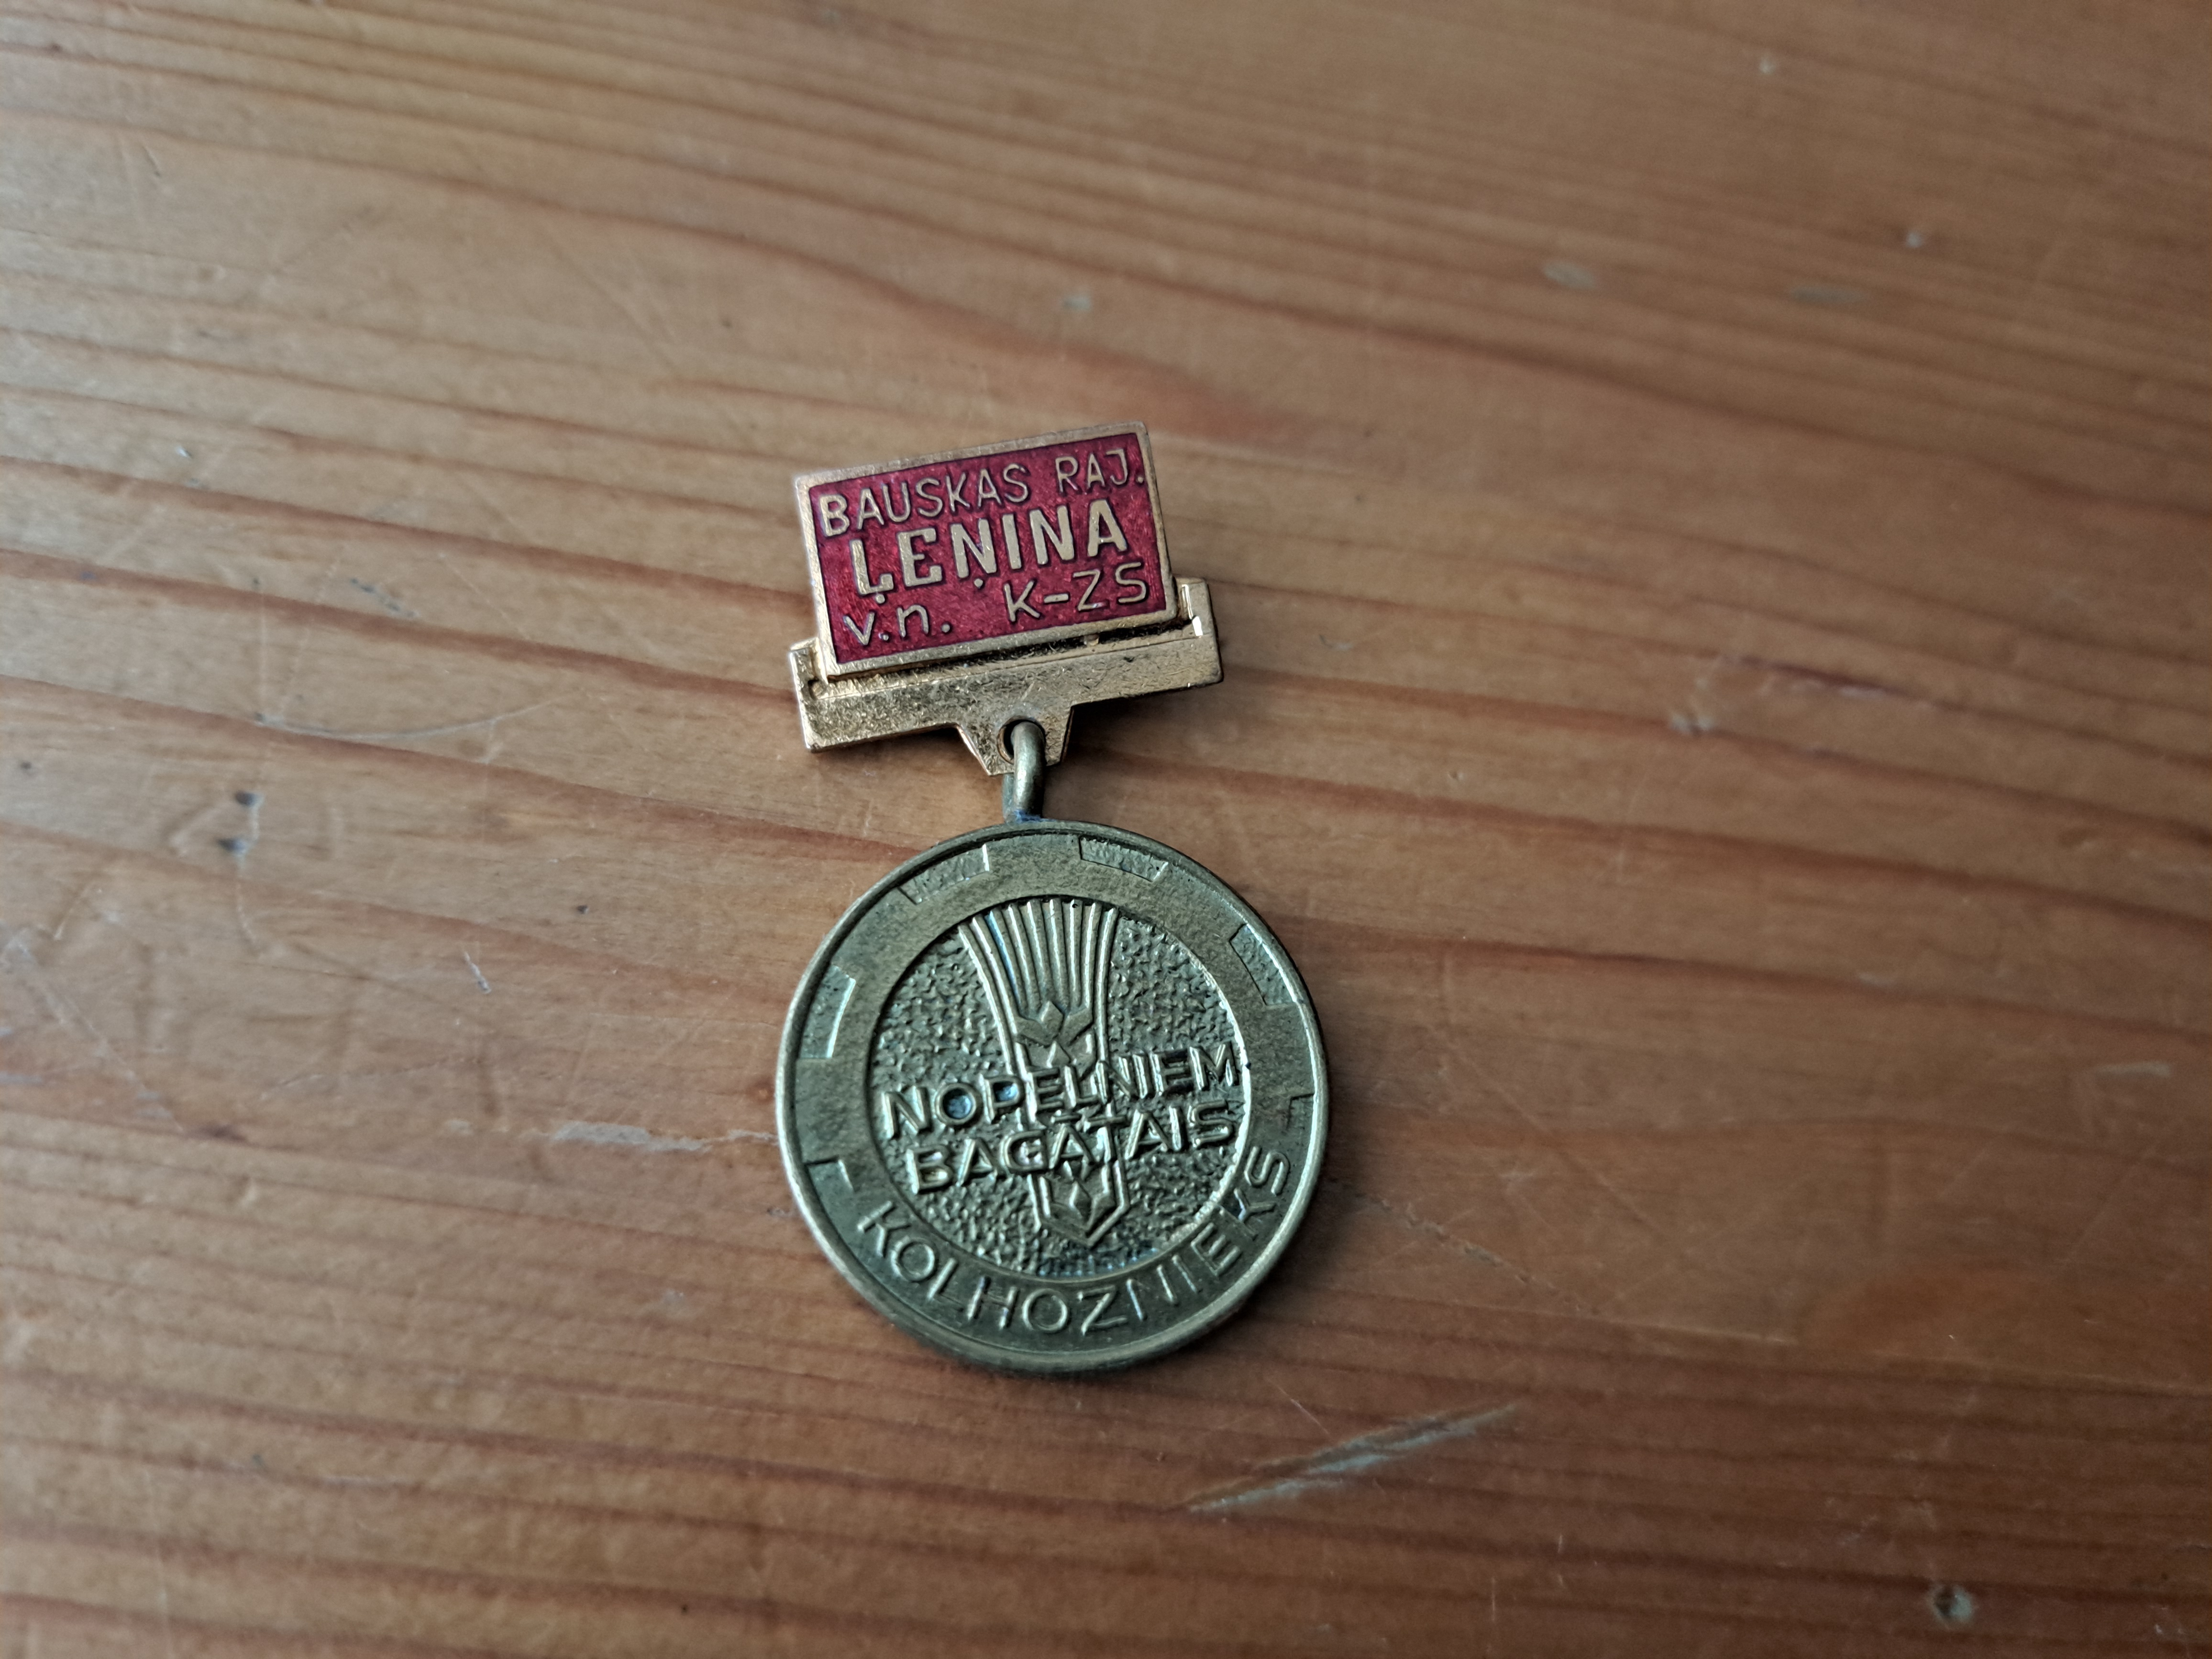 BAUSKAS RAJ.
ĻEŅINA
v.n. K-ZS
NOPELNIEM
BAGĀTAIS
KOLHOZNIEKS